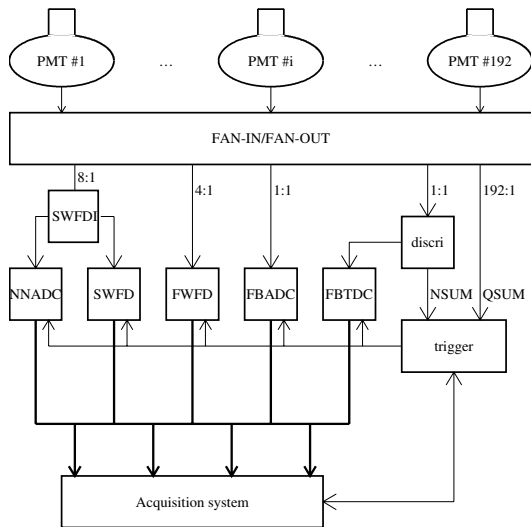 PMT #1 ... PMT #i ... PMT #192
FAN-IN/FAN-OUT
8:1 4:1 1:1 1:1 192:1
SWFDI
discri
NNADC SWFD FWFD FBADC FBTDC
NSUM QSUM
trigger
Acquisition system